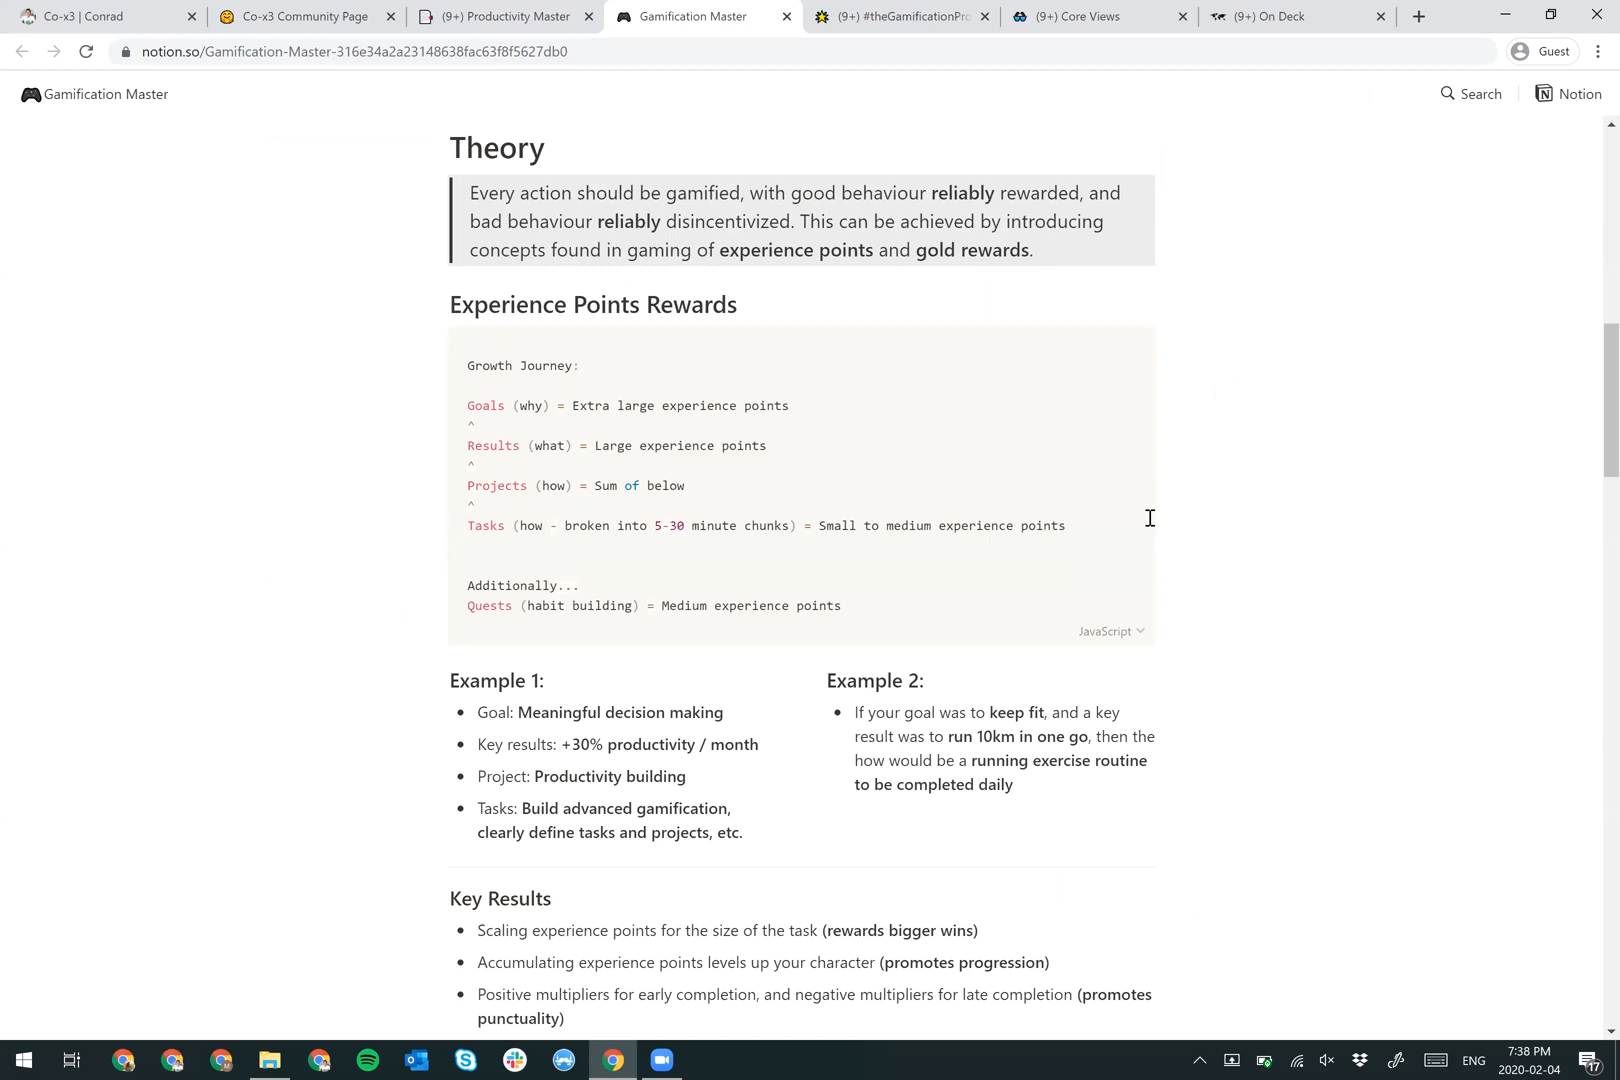 Co-x3 | Conrad
Co-x3 Community Page
(9+) Productivity Master
Gamification Master
(9+) #theGamificationPro
(9+) Core Views
(9+) On Deck
notion.so/Gamification-Master-316e34a2a23148638fac63f8f5627db0
Guest
Gamification Master
Search
Notion
Theory
Every action should be gamified, with good behaviour reliably rewarded, and
bad behaviour reliably disincentivized. This can be achieved by introducing
concepts found in gaming of experience points and gold rewards.
Experience Points Rewards
Growth Journey:
Goals (why) = Extra large experience points
^
Results (what) = Large experience points
^
Projects (how) = Sum of below
^
Tasks (how - broken into 5-30 minute chunks) = Small to medium experience points
Additionally...
Quests (habit building) = Medium experience points
JavaScript
Example 1:
• Goal: Meaningful decision making
• Key results: +30% productivity / month
• Project: Productivity building
• Tasks: Build advanced gamification,
clearly define tasks and projects, etc.
Example 2:
• If your goal was to keep fit, and a key
result was to run 10km in one go, then the
how would be a running exercise routine
to be completed daily
Key Results
• Scaling experience points for the size of the task (rewards bigger wins)
• Accumulating experience points levels up your character (promotes progression)
• Positive multipliers for early completion, and negative multipliers for late completion (promotes
punctuality)
ENG
7:38 PM
2020-02-04
17